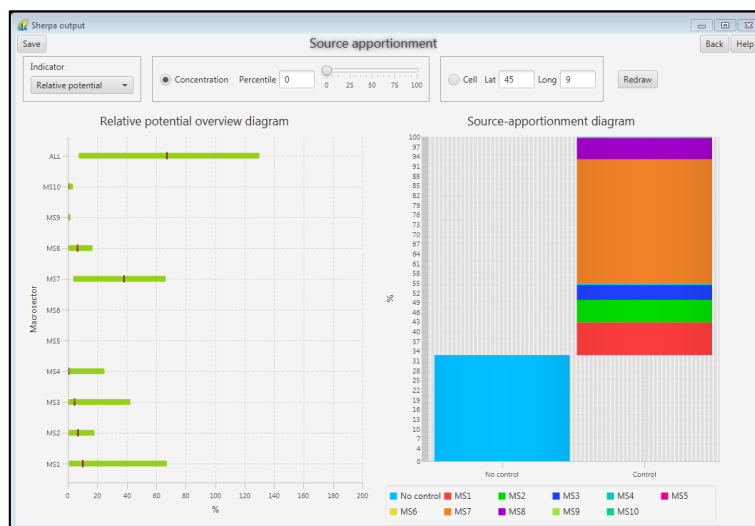 Sherpa output
Save
Source apportionment
Back
Help
Indicator
Relative potential
Concentration Percentile 0
0 25 50 75 100
Cell Lat 45 Long 9
Redraw
Relative potential overview diagram
Macrosector
ALL
MS10
MS9
MS8
MS7
MS6
MS5
MS4
MS3
MS2
MS1
0 20 40 60 80 100 120 140 160 180 200
%
Source-apportionment diagram
%
100
97
94
91
88
85
82
79
76
73
70
67
64
61
58
55
52
49
46
43
40
37
34
31
28
25
22
19
16
13
10
7
4
0
No control Control
No control MS1 MS2 MS3 MS4 MS5
MS6 MS7 MS8 MS9 MS10